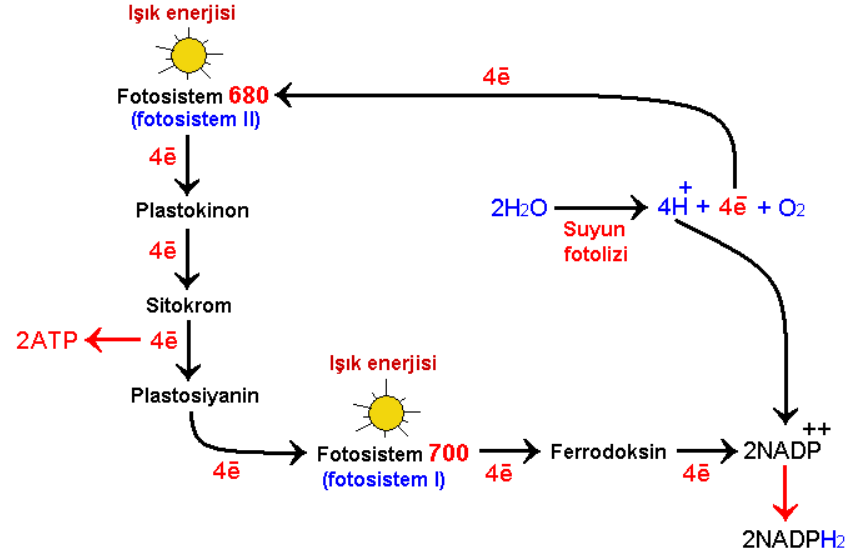 Işık enerjisi
Fotosistem 680
(fotosistem II)
4ē
4ē
Plastokinon
4ē
Sitokrom
2ATP
4ē
Plastosiyanin
4ē
2H₂O
Suyun
fotolizi
4H⁺ + 4ē + O₂
Işık enerjisi
Fotosistem 700
(fotosistem I)
4ē
Ferrodoksin
4ē
2NADP⁺⁺
2NADPH₂